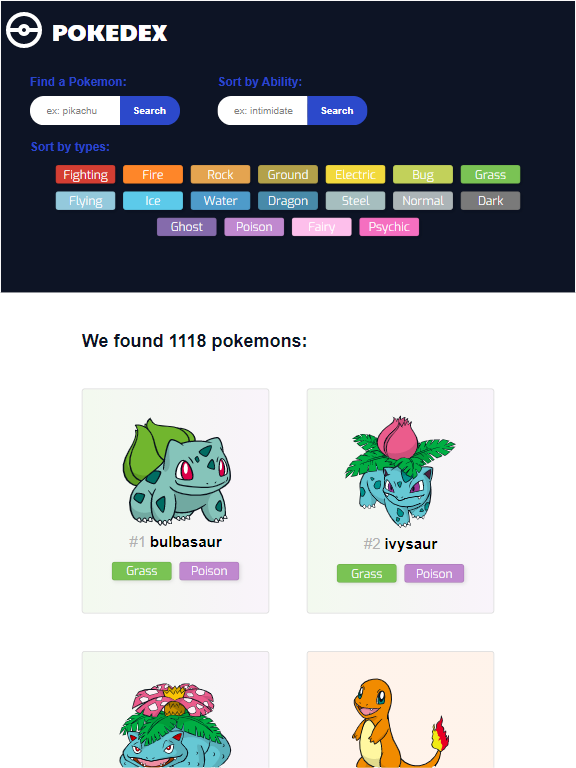 POKEDEX
Find a Pokemon: Sort by Ability:
ex: pikachu Search ex: intimidate Search
Sort by types:
Fighting Fire Rock Ground Electric Bug Grass
Flying Ice Water Dragon Steel Normal Dark
Ghost Poison Fairy Psychic
We found 1118 pokemons:
#1 bulbasaur #2 ivysaur
Grass Poison Grass Poison